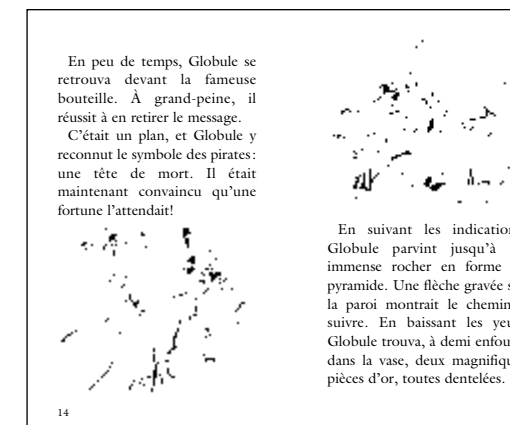 En peu de temps, Globule se
retrouva devant la fameuse
bouteille. À grand-peine, il
réussit à en retirer le message.
C'était un plan, et Globule y
reconnut le symbole des pirates:
une tête de mort. Il était
maintenant convaincu qu'une
fortune l'attendait!
14
En suivant les indication
Globule parvint jusqu'à
immense rocher en forme
pyramide. Une flèche gravée s
la paroi montrait le chemin
suivre. En baissant les yeu
Globule trouva, à demi enfou
dans la vase, deux magnifiqu
pièces d'or, toutes dentelées.